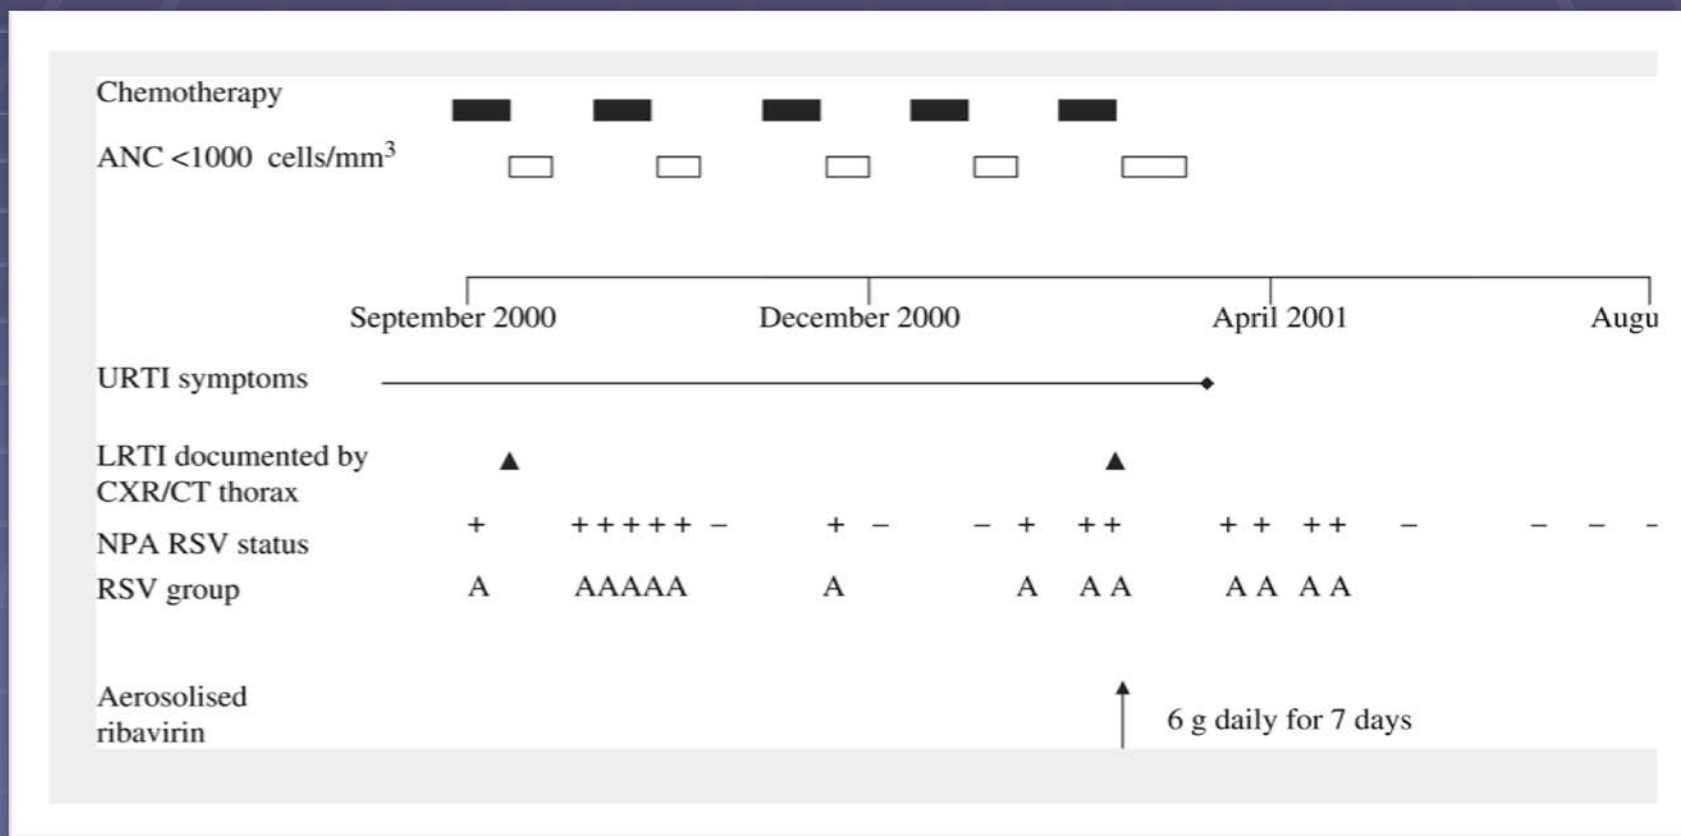 Chemotherapy
ANC <1000 cells/mm³
September 2000 December 2000 April 2001 Augu
URTI symptoms
LRTI documented by
CXR/CT thorax
+ + + + + + – + – – + + + + + + + – – – -
NPA RSV status
RSV group A AAAAA A A A A A A A A
Aerosolised
ribavirin
6 g daily for 7 days